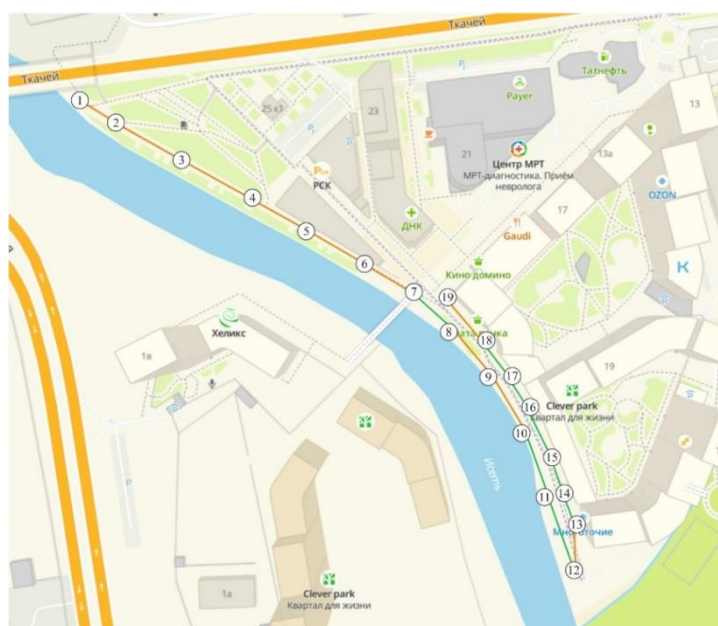 Ткачей
Ткачей
Татнефть
Payer
25 к1
23
13
21
Центр МРТ
МРТ-диагностика. Приём
невролога
13а
РСК
OZON
17
ДНК
Gaudi
К
Кино домино
Хеликс
1в
19
Clever park
Квартал для жизни
Исеть
Многоточие
Clever park
Квартал для жизни
1а
1
2
3
4
5
6
7
8
9
10
11
12
13
14
15
16
17
18
19